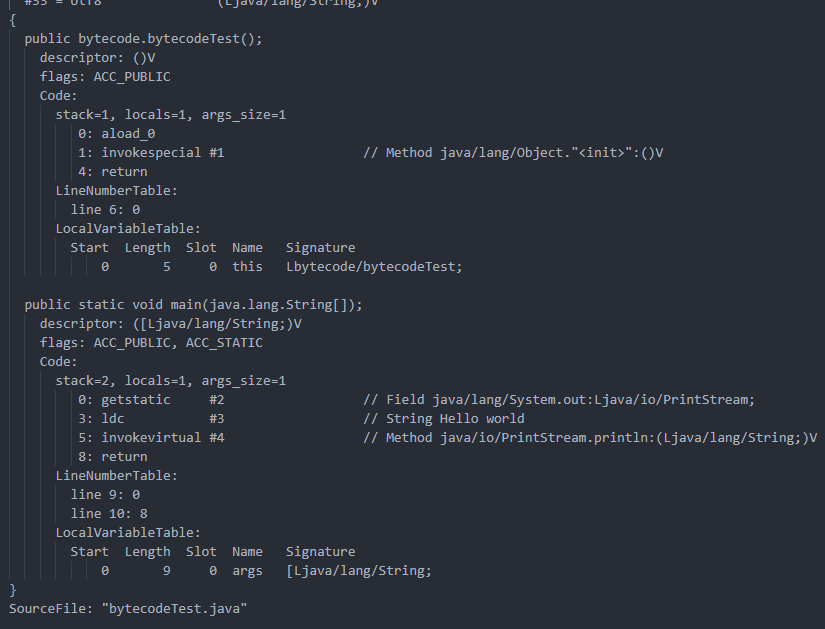 #33 = Utf8               (Ljava/lang/String;)V
{
  public bytecode.bytecodeTest();
    descriptor: ()V
    flags: ACC_PUBLIC
    Code:
      stack=1, locals=1, args_size=1
         0: aload_0
         1: invokespecial #1                  // Method java/lang/Object."<init>":()V
         4: return
      LineNumberTable:
        line 6: 0
      LocalVariableTable:
        Start  Length  Slot  Name   Signature
            0       5     0  this   Lbytecode/bytecodeTest;

  public static void main(java.lang.String[]);
    descriptor: ([Ljava/lang/String;)V
    flags: ACC_PUBLIC, ACC_STATIC
    Code:
      stack=2, locals=1, args_size=1
         0: getstatic     #2                  // Field java/lang/System.out:Ljava/io/PrintStream;
         3: ldc           #3                  // String Hello world
         5: invokevirtual #4                  // Method java/io/PrintStream.println:(Ljava/lang/String;)V
         8: return
      LineNumberTable:
        line 9: 0
        line 10: 8
      LocalVariableTable:
        Start  Length  Slot  Name   Signature
            0       9     0  args   [Ljava/lang/String;
}
SourceFile: "bytecodeTest.java"